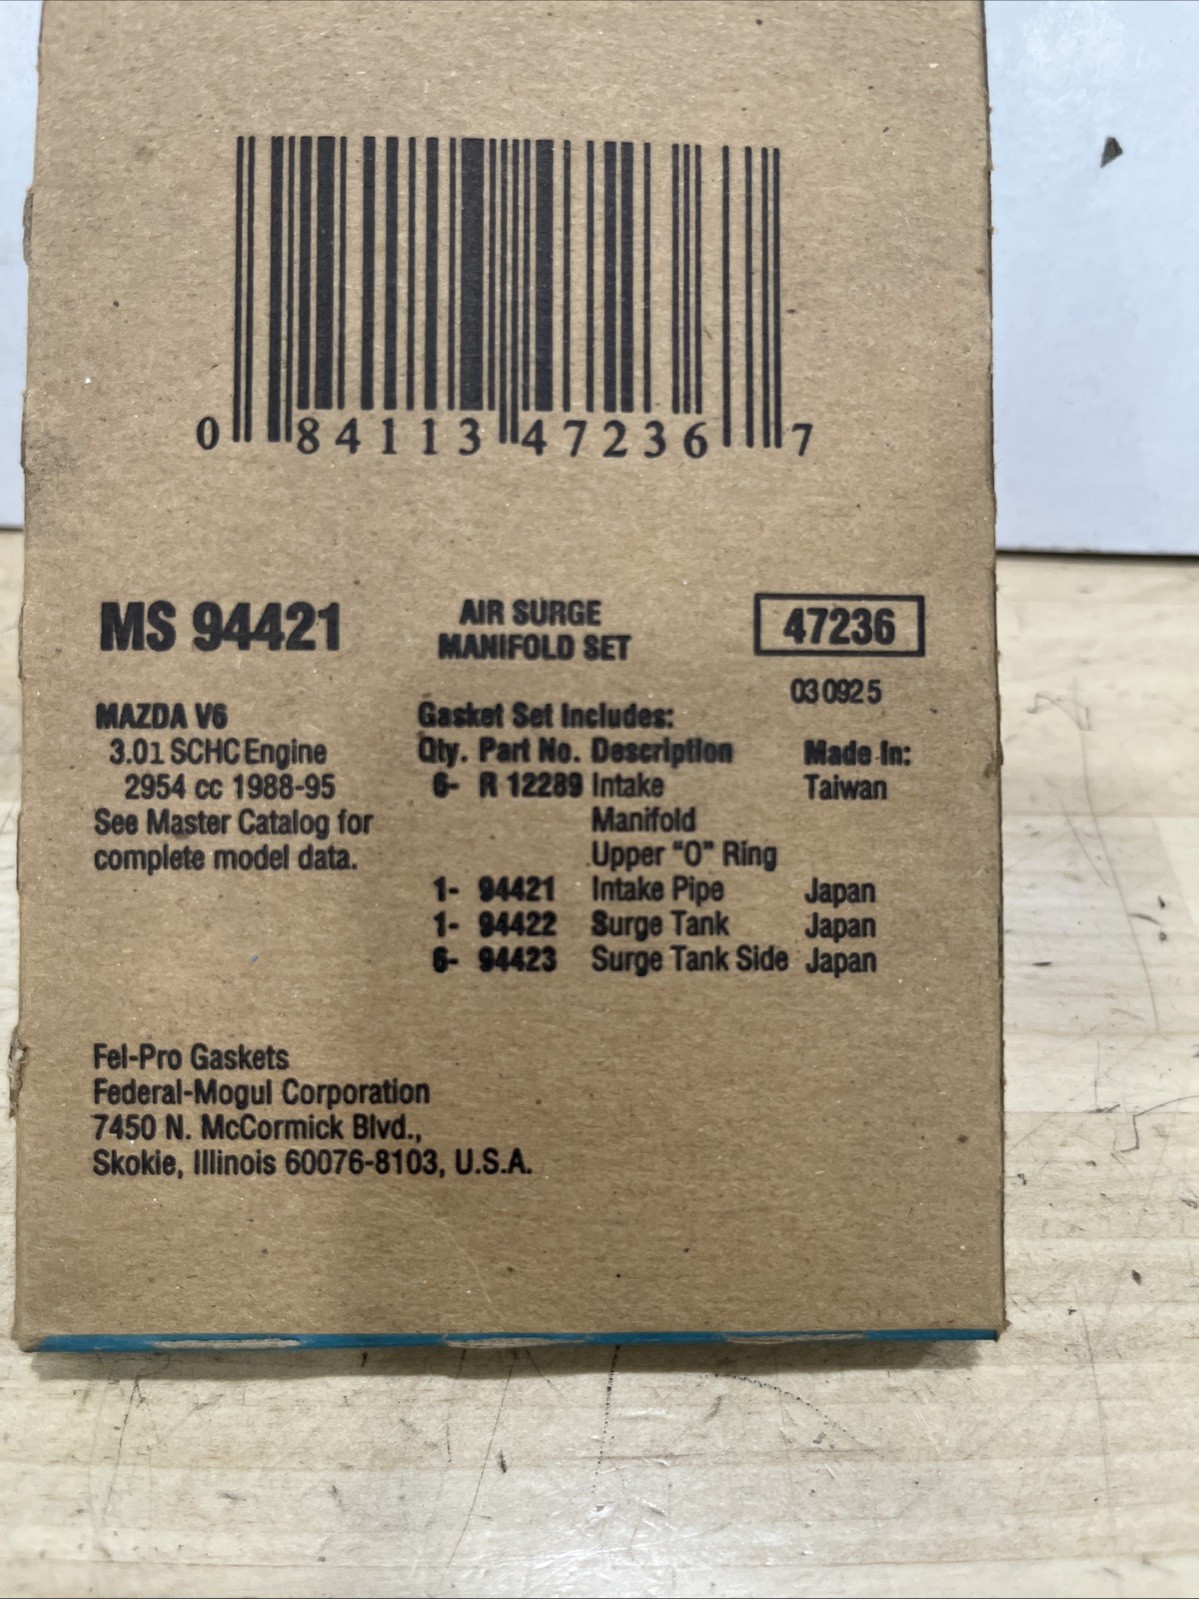 0 84113 47236 7
MS 94421
AIR SURGE
MANIFOLD SET
47236
030925
MAZDA V6
3.01 SCHC Engine
2954 cc 1988-95
See Master Catalog for
complete model data.
Gasket Set Includes:
Qty. Part No. Description Made In:
6- R 12289 Intake Taiwan
Manifold
Upper "O" Ring
1- 94421 Intake Pipe Japan
1- 94422 Surge Tank Japan
6- 94423 Surge Tank Side Japan
Fel-Pro Gaskets
Federal-Mogul Corporation
7450 N. McCormick Blvd.,
Skokie, Illinois 60076-8103, U.S.A.